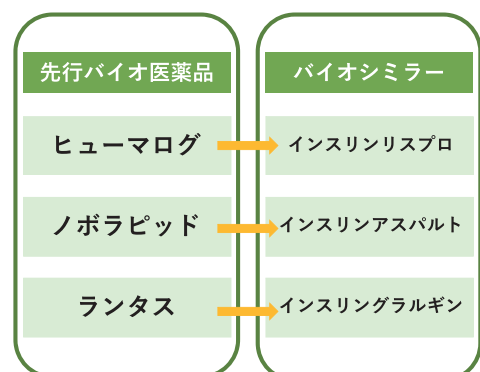 先行バイオ医薬品
バイオシミラー
ヒューマログ
インスリンリスプロ
ノボラピッド
インスリンアスパルト
ランタス
インスリングラルギン